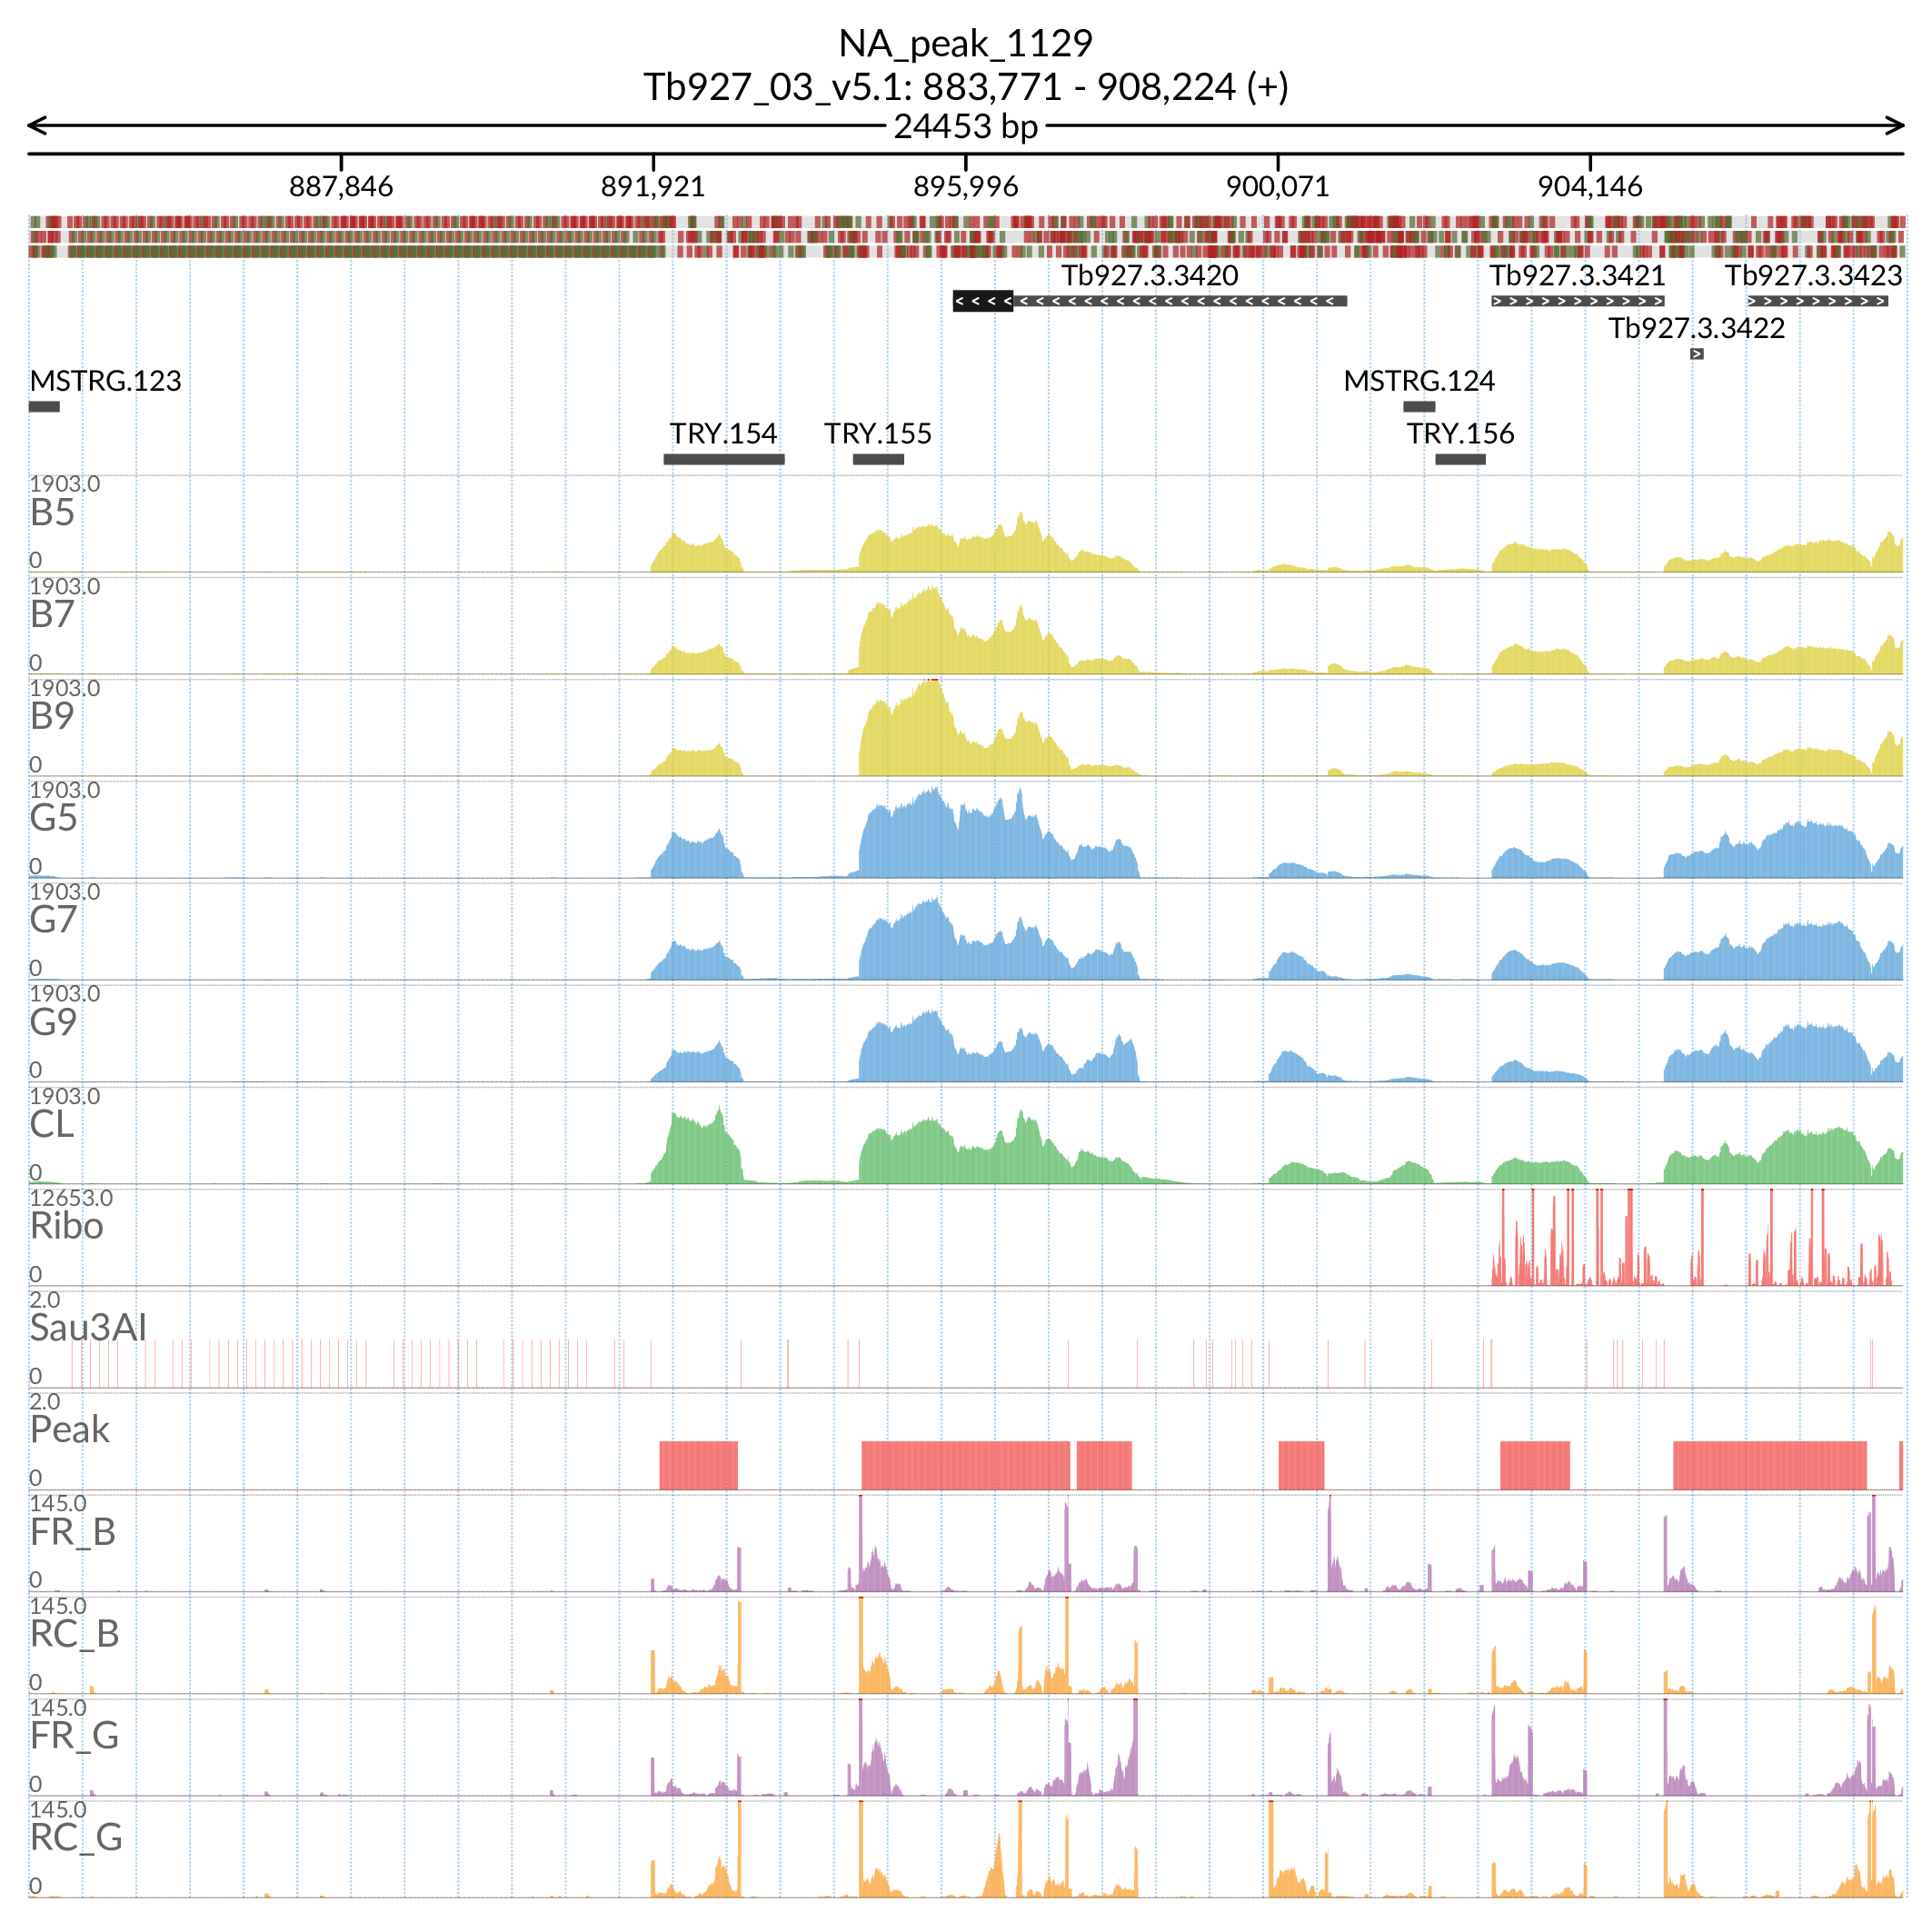 NA_peak_1129
Tb927_03_v5.1: 883,771 - 908,224 (+)
24453 bp
887,846 891,921 895,996 900,071 904,146
Tb927.3.3420 Tb927.3.3421 Tb927.3.3423
Tb927.3.3422
MSTRG.123 MSTRG.124
TRY.154 TRY.155 TRY.156
1903.0
B5
0
1903.0
B7
0
1903.0
B9
0
1903.0
G5
0
1903.0
G7
0
1903.0
G9
0
1903.0
CL
0
12653.0
Ribo
0
2.0
Sau3AI
0
2.0
Peak
0
145.0
FR_B
0
145.0
RC_B
0
145.0
FR_G
0
145.0
RC_G
0